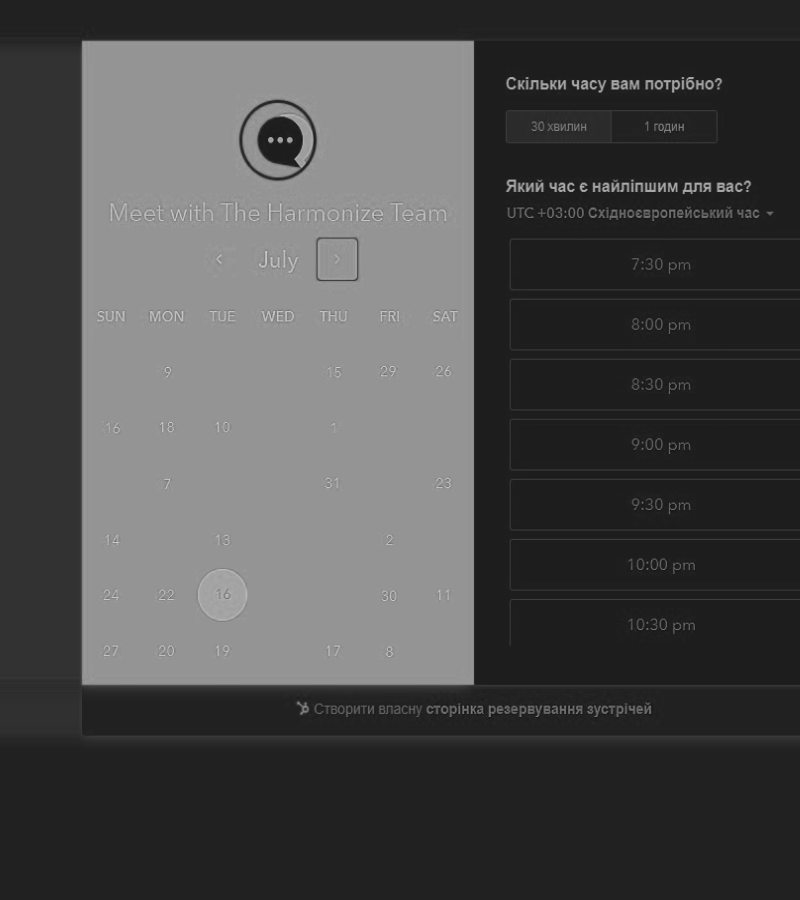 Meet with The Harmonize Team
July
SUN MON TUE WED THU FRI SAT
9 15 29 26
16 18 10 1
7 31 23
14 13 2
24 22 16 30 11
27 20 19 17 8
Скільки часу вам потрібно?
30 хвилин 1 годин
Який час є найліпшим для вас?
UTC +03:00 Східноєвропейський час
7:30 pm
8:00 pm
8:30 pm
9:00 pm
9:30 pm
10:00 pm
10:30 pm
Створити власну сторінка резервування зустрічей